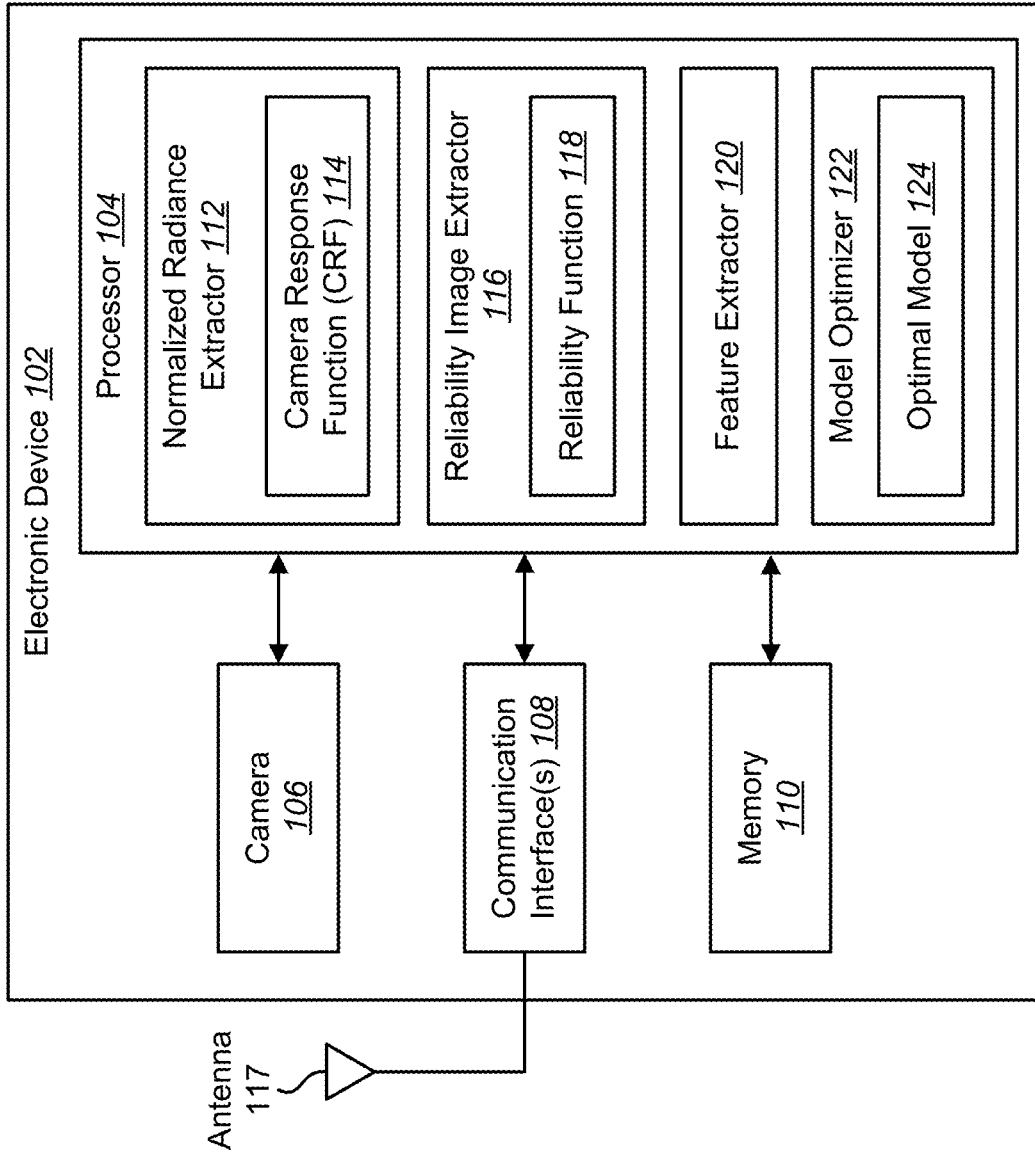 Electronic Device 102
Processor 104
Normalized Radiance
Extractor 112
Camera Response
Function (CRF) 114
Reliability Image Extractor
116
Reliability Function 118
Feature Extractor 120
Model Optimizer 122
Optimal Model 124
Camera
106
Communication
Interface(s) 108
Memory
110
Antenna
117